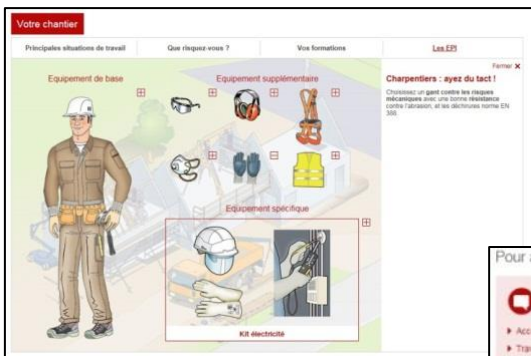 Votre chantier
Principales situations de travail
Que risquez-vous ?
Vos formations
Les EPI
Fermer X
Equipement de base
Equipement supplémentaire
Charpentiers : ayez du tact !
Choisissez un gant contre les risques
mécaniques avec une bonne résistance
contre l'abrasion, et les déchirures norme EN
388.
Equipement spécifique
Kit électricité
Pour a
Acc
Tra